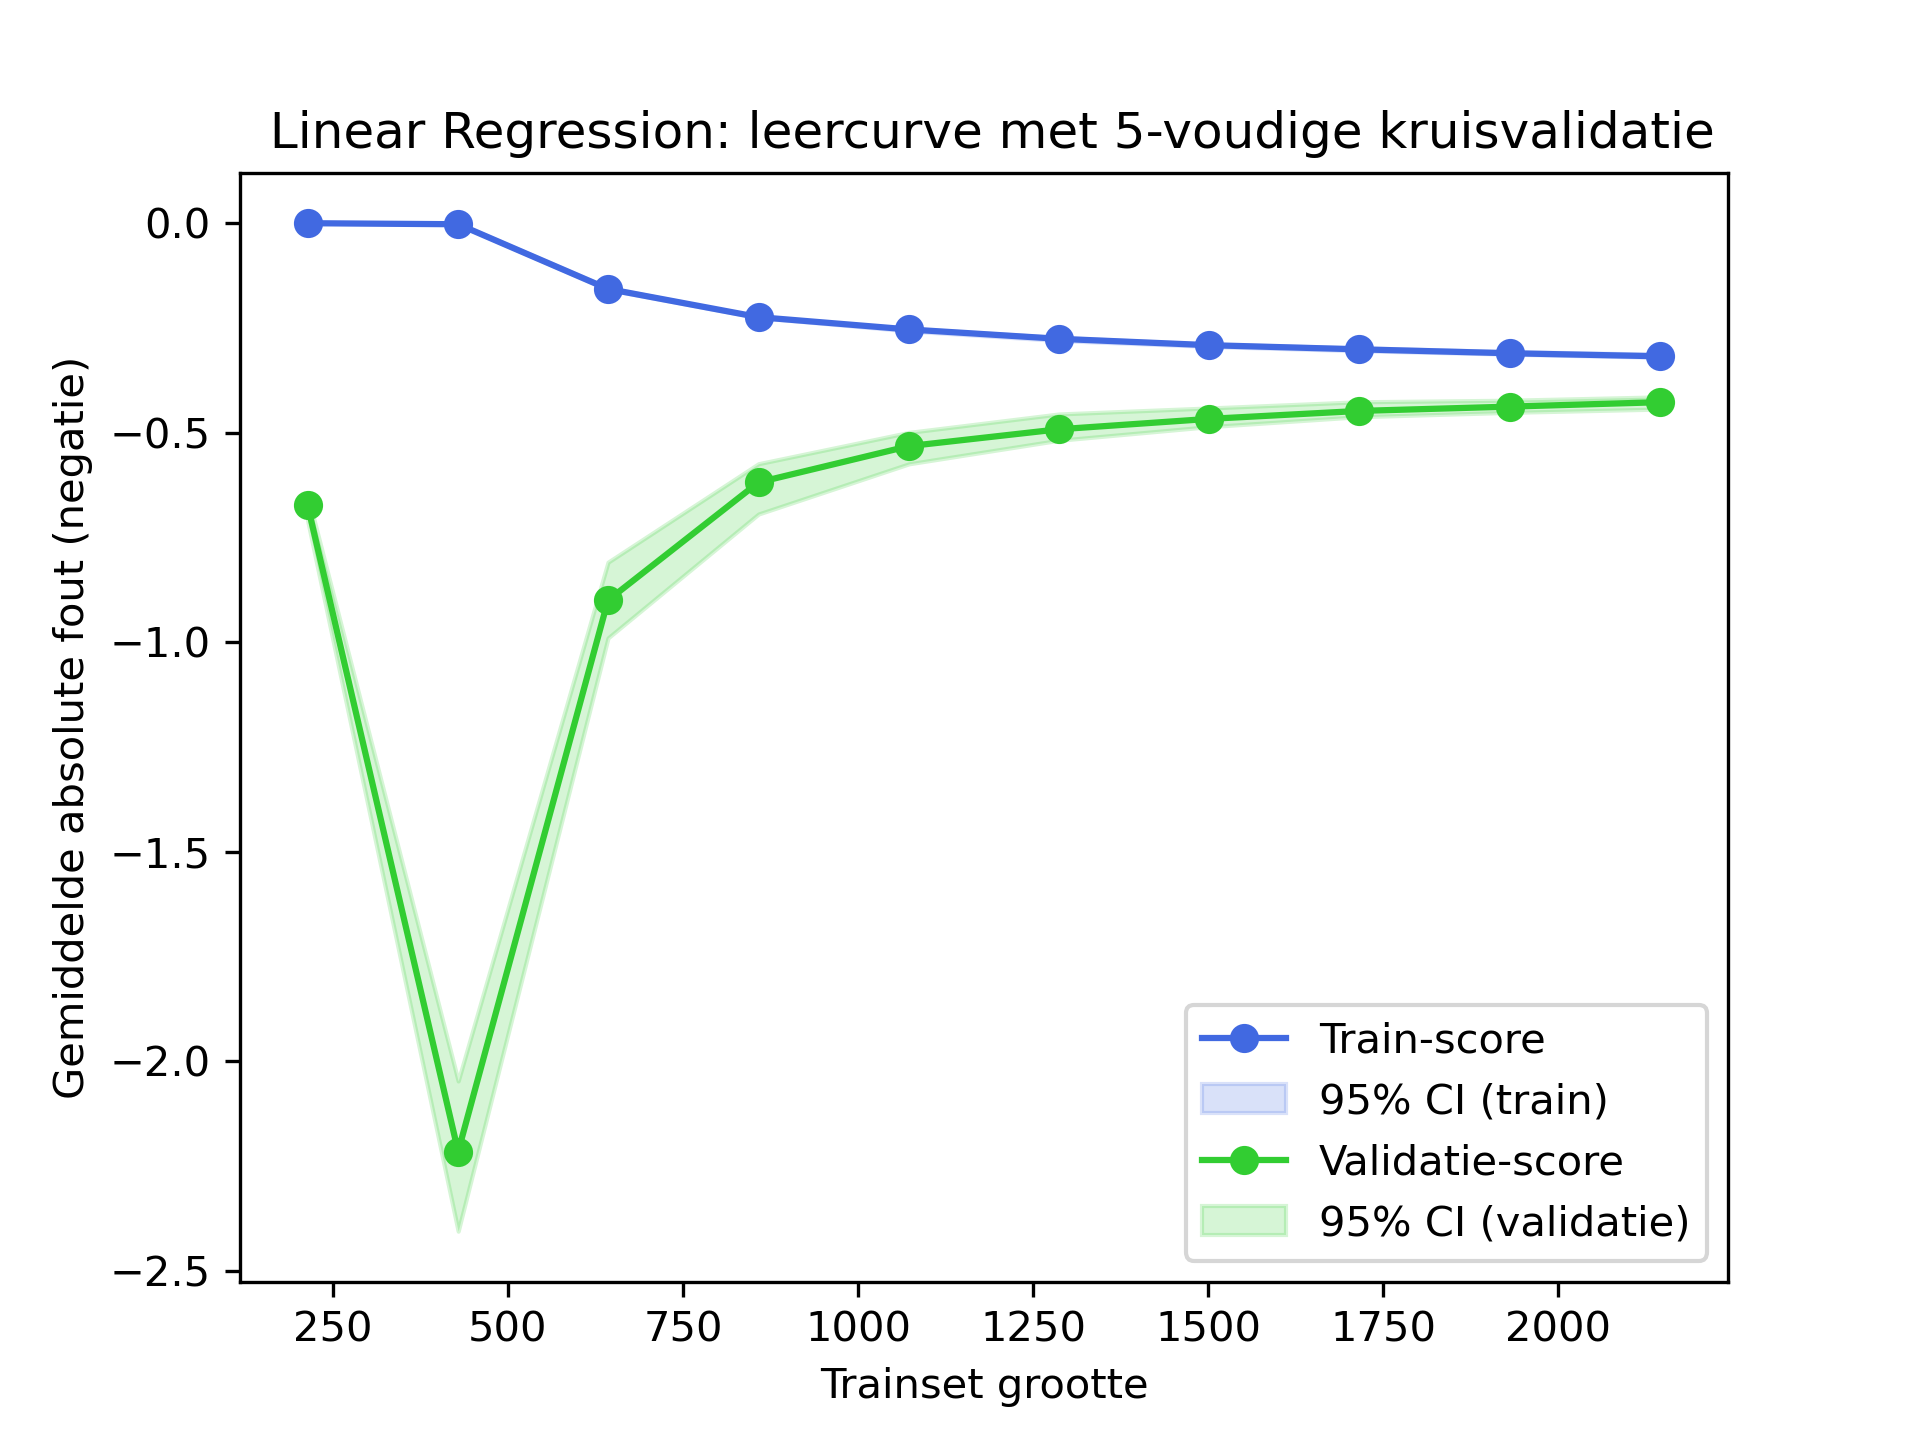 Linear Regression: leercurve met 5-voudige kruisvalidatie
Gemiddelde absolute fout (negatie)
0.0
−0.5
−1.0
−1.5
−2.0
−2.5
Train-score
95% CI (train)
Validatie-score
95% CI (validatie)
250 500 750 1000 1250 1500 1750 2000
Trainset grootte